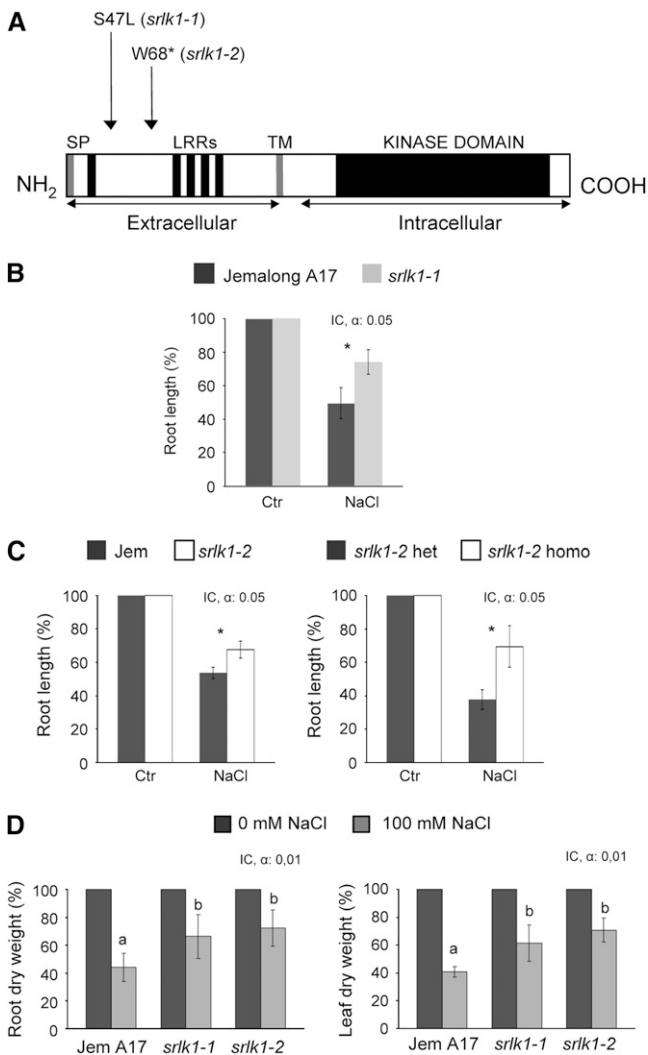 A
S47L (srlk1-1)
W68* (srlk1-2)
SP LRRs TM KINASE DOMAIN
NH2 COOH
Extracellular Intracellular
B
Jemalong A17 srlk1-1
IC, α: 0.05
Root length (%)
100
80
60
40
20
0
*
Ctr NaCl
C
Jem srlk1-2
IC, α: 0.05
Root length (%)
100
80
60
40
20
0
*
Ctr NaCl
srlk1-2 het srlk1-2 homo
IC, α: 0.05
Root length (%)
100
80
60
40
20
0
*
Ctr NaCl
D
0 mM NaCl 100 mM NaCl
IC, α: 0,01
Root dry weight (%)
100
80
60
40
20
0
a b b
Jem A17 srlk1-1 srlk1-2
IC, α: 0,01
Leaf dry weight (%)
100
80
60
40
20
0
a b b
Jem A17 srlk1-1 srlk1-2